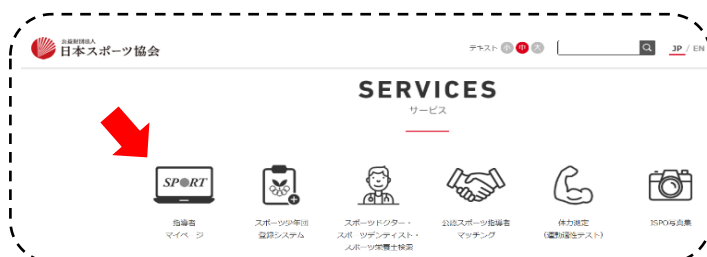 公益財団法人
日本スポーツ協会
テキスト 小 中 大
JP / EN
SERVICES
サービス
SPORT
指導者
マイページ
スポーツ少年団
登録システム
スポーツドクター・
スポーツデンティスト・
スポーツ栄養士検索
公認スポーツ指導者
マッチング
体力測定
（運動適性テスト）
JSPO写真集